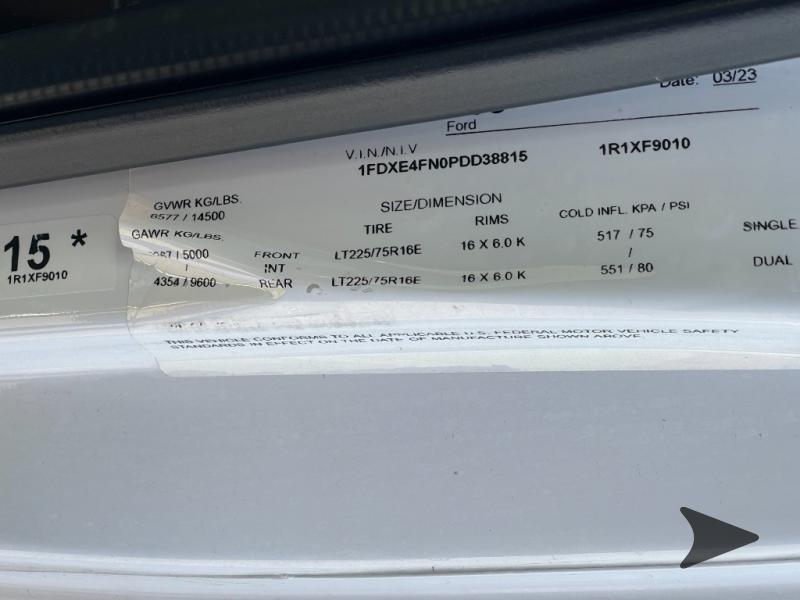 Date: 03/23
Ford
V.I.N./N.I.V
1FDXE4FN0PDD38815 1R1XF9010
GVWR KG/LBS.
6577 / 14500
SIZE/DIMENSION
TIRE RIMS COLD INFL. KPA / PSI
GAWR KG/LBS.
/ 5000 FRONT LT225/75R16E 16 X 6.0 K 517 / 75 SINGLE
/ INT /
4354 / 9600 REAR LT225/75R16E 16 X 6.0 K 551 / 80 DUAL
15 *
1R1XF9010
THIS VEHICLE CONFORMS TO ALL APPLICABLE U.S. FEDERAL MOTOR VEHICLE SAFETY
STANDARDS IN EFFECT ON THE DATE OF MANUFACTURE SHOWN ABOVE.